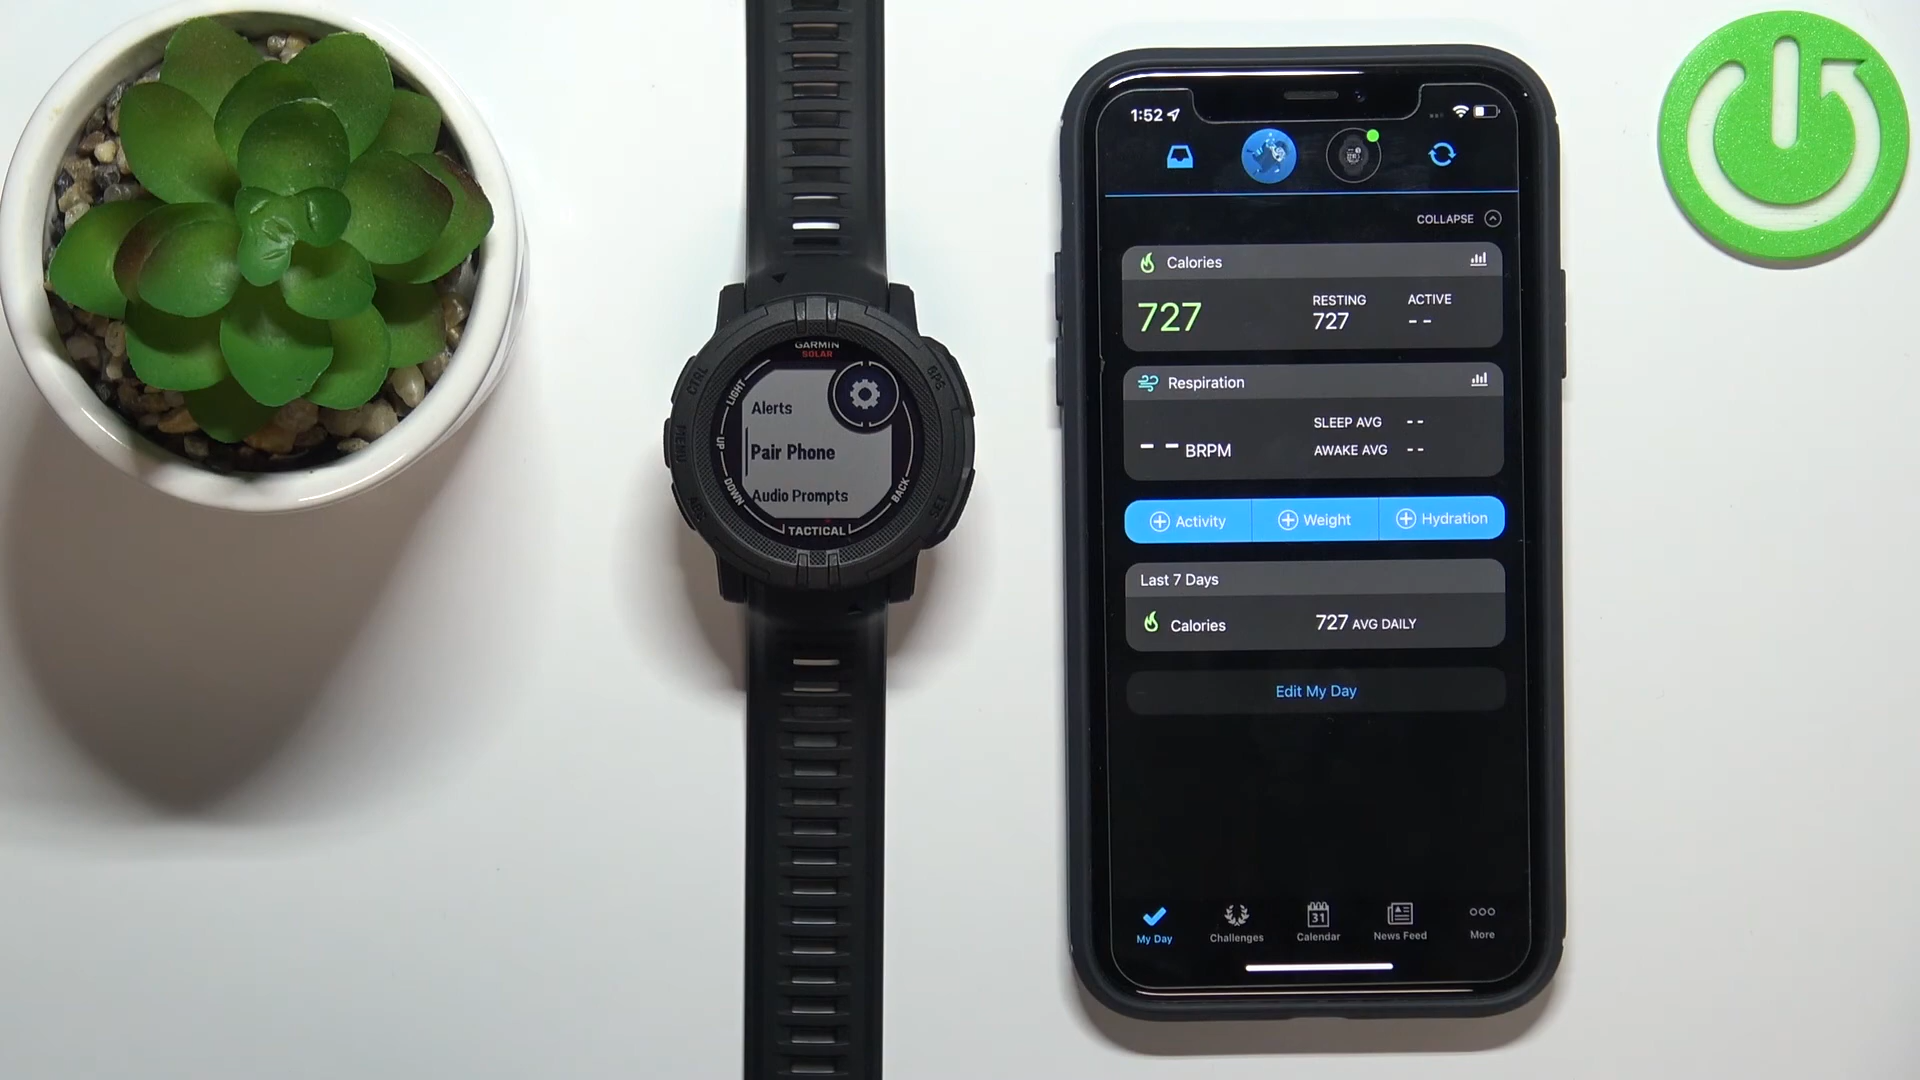 GARMIN
SOLAR
CTRL
GPS
LIGHT
MENU
UP
DOWN
ABC
BACK
SET
TACTICAL
Alerts
Pair Phone
Audio Prompts
1:52
COLLAPSE
Calories
727
RESTING
727
ACTIVE
--
Respiration
-- BRPM
SLEEP AVG --
AWAKE AVG --
Activity
Weight
Hydration
Last 7 Days
Calories
727 AVG DAILY
Edit My Day
31
My Day
Challenges
Calendar
News Feed
More